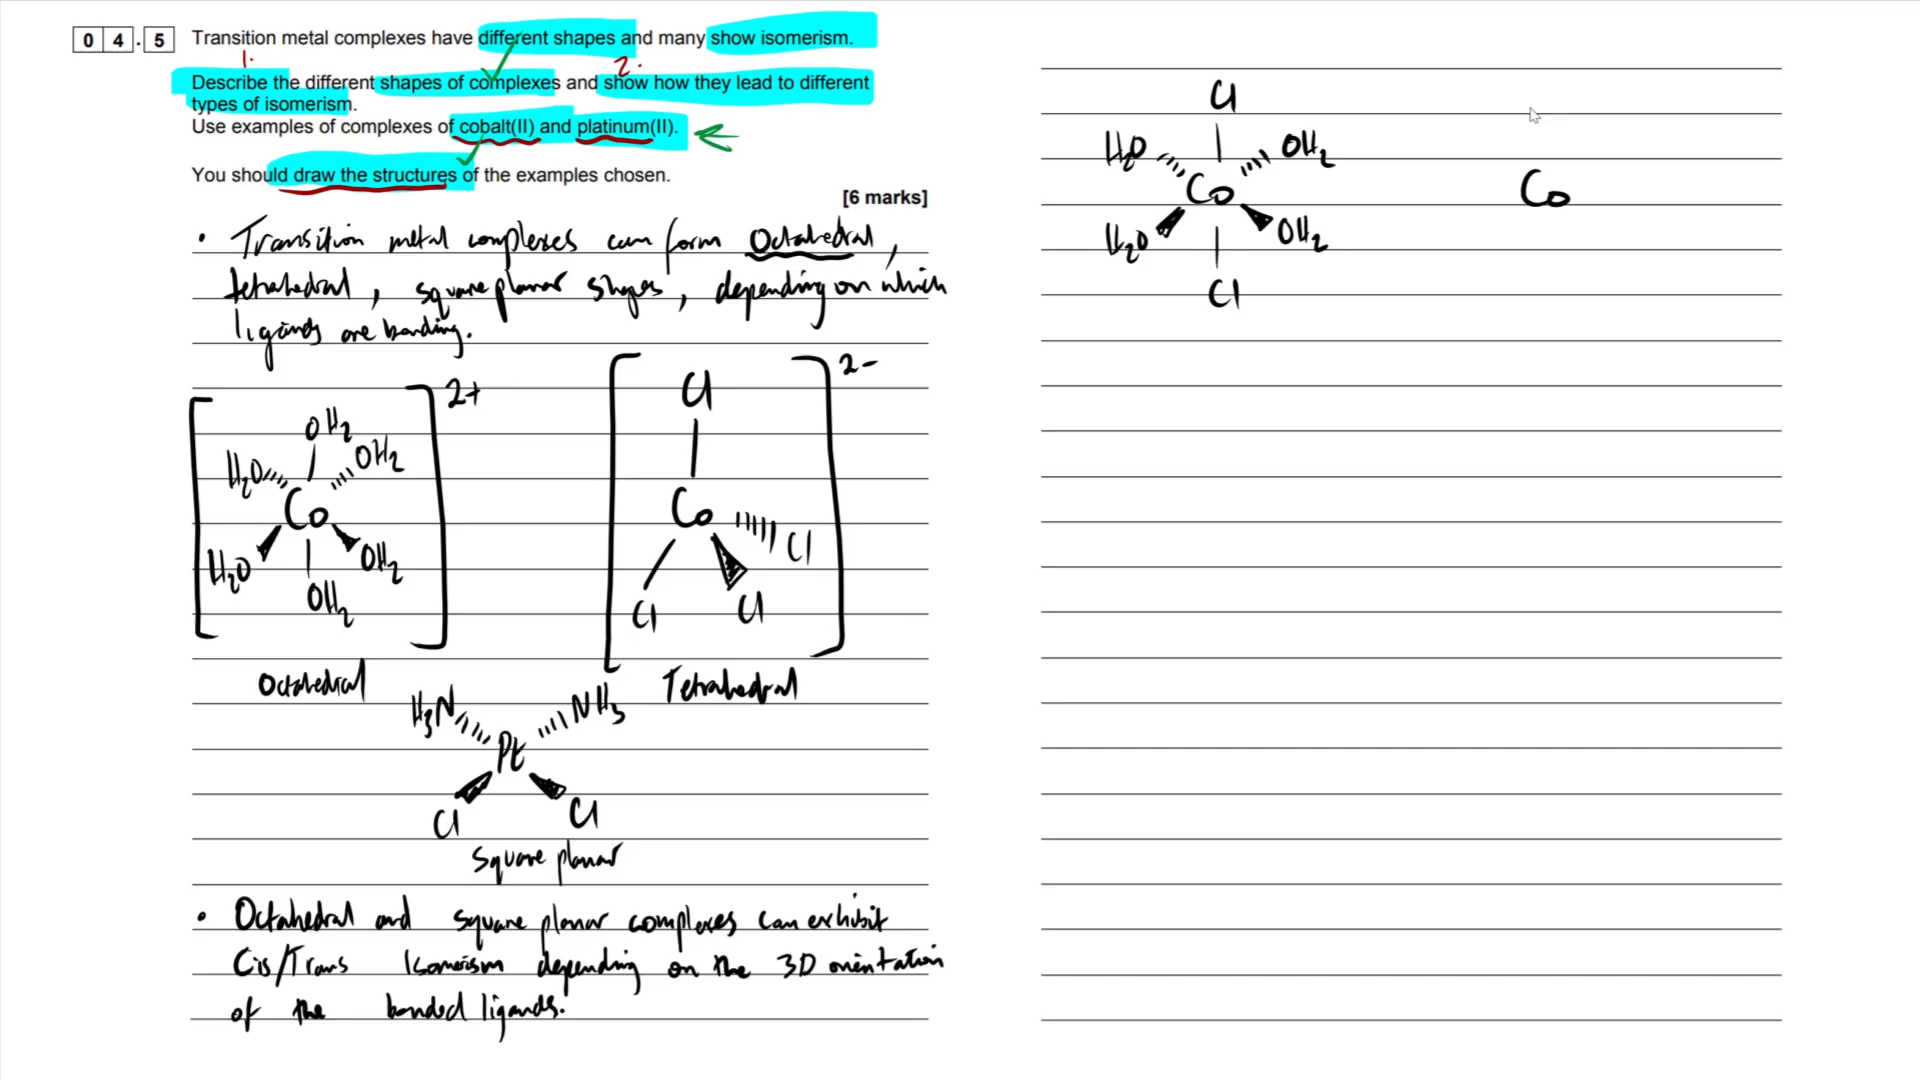 0 4 . 5 Transition metal complexes have different shapes and many show isomerism.
1. 2.
Describe the different shapes of complexes and show how they lead to different
types of isomerism.
Use examples of complexes of cobalt(II) and platinum(II).
You should draw the structures of the examples chosen.
[6 marks]
• Transition metal complexes can form Octahedral,
tetrahedral, square planar shapes, depending on which
ligands are bonding.
2+
OH2
H2O OH2
Co
H2O OH2
OH2
Octahedral
2-
Cl
Co
Cl
Cl Cl
Tetrahedral
H3N NH3
Pt
Cl Cl
Square planar
• Octahedral and square planar complexes can exhibit
Cis/Trans Isomerism depending on the 3D orientation
of the bonded ligands.
Cl
H2O OH2
Co
H2O OH2
Cl
Co